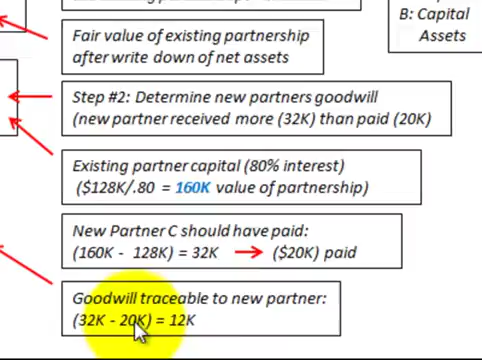 B: Capital
Assets
Fair value of existing partnership
after write down of net assets
Step #2: Determine new partners goodwill
(new partner received more (32K) than paid (20K)
Existing partner capital (80% interest)
($128K/.80 = 160K value of partnership)
New Partner C should have paid:
(160K - 128K) = 32K → ($20K) paid
Goodwill traceable to new partner:
(32K - 20K) = 12K